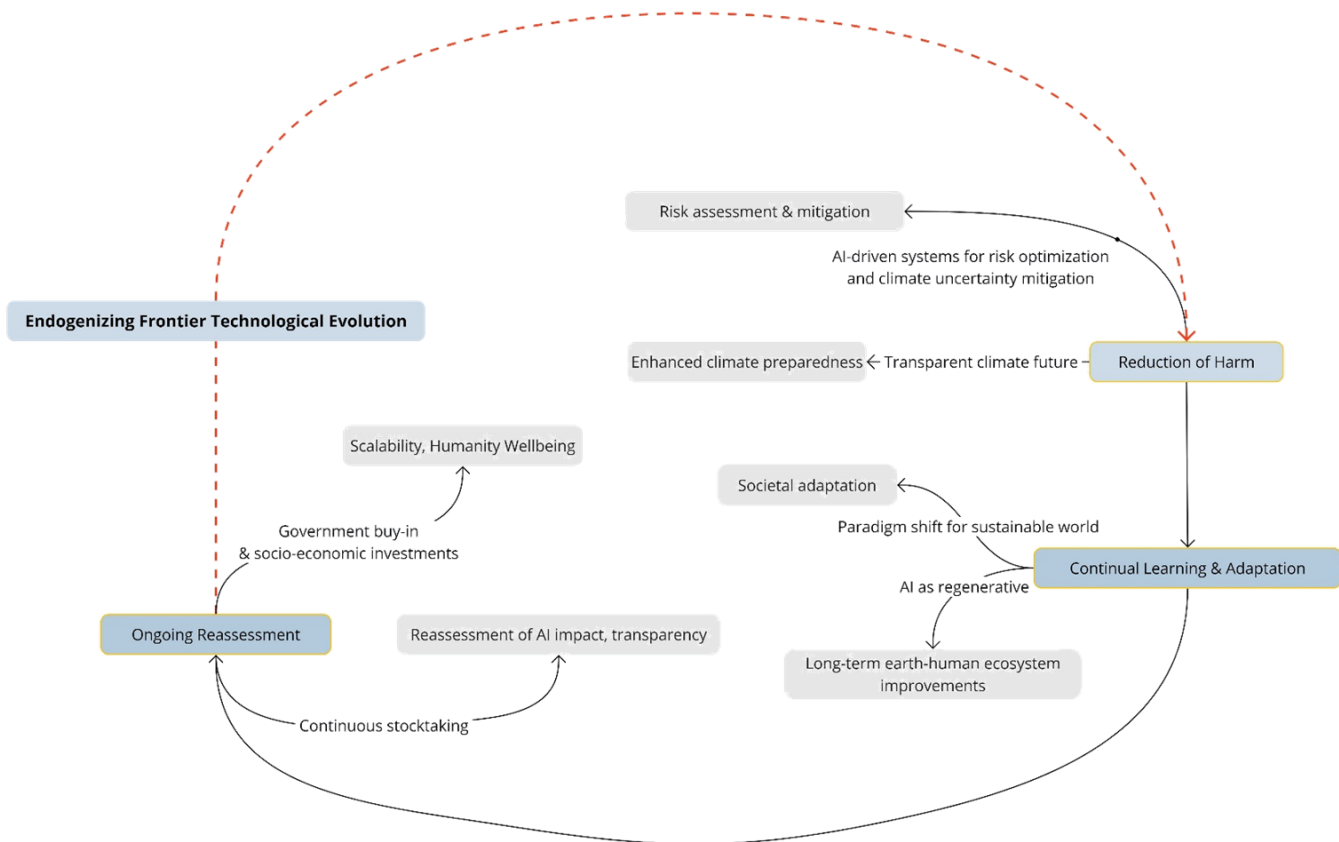 Risk assessment & mitigation
AI-driven systems for risk optimization
and climate uncertainty mitigation
Endogenizing Frontier Technological Evolution
Enhanced climate preparedness
Transparent climate future
Reduction of Harm
Scalability, Humanity Wellbeing
Societal adaptation
Government buy-in
& socio-economic investments
Paradigm shift for sustainable world
Continual Learning & Adaptation
AI as regenerative
Ongoing Reassessment
Reassessment of AI impact, transparency
Long-term earth-human ecosystem
improvements
Continuous stocktaking